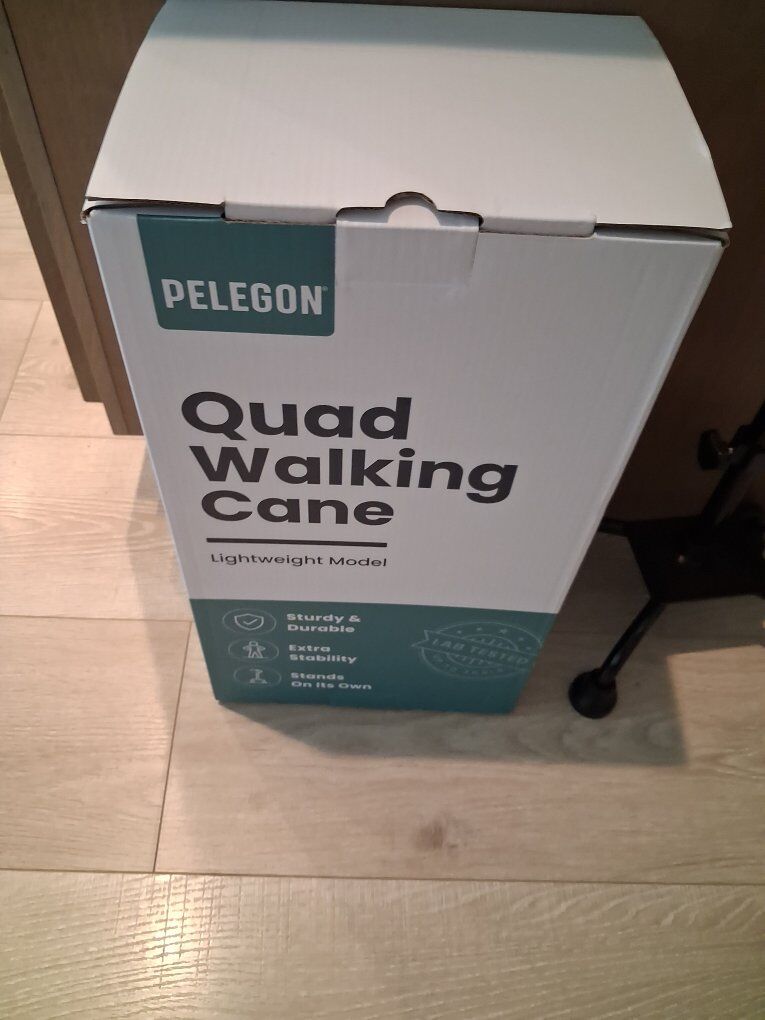 PELEGON®
Quad
Walking
Cane
Lightweight Model
Sturdy &
Durable
Extra
Stability
Stands
On Its Own
LAB TESTED